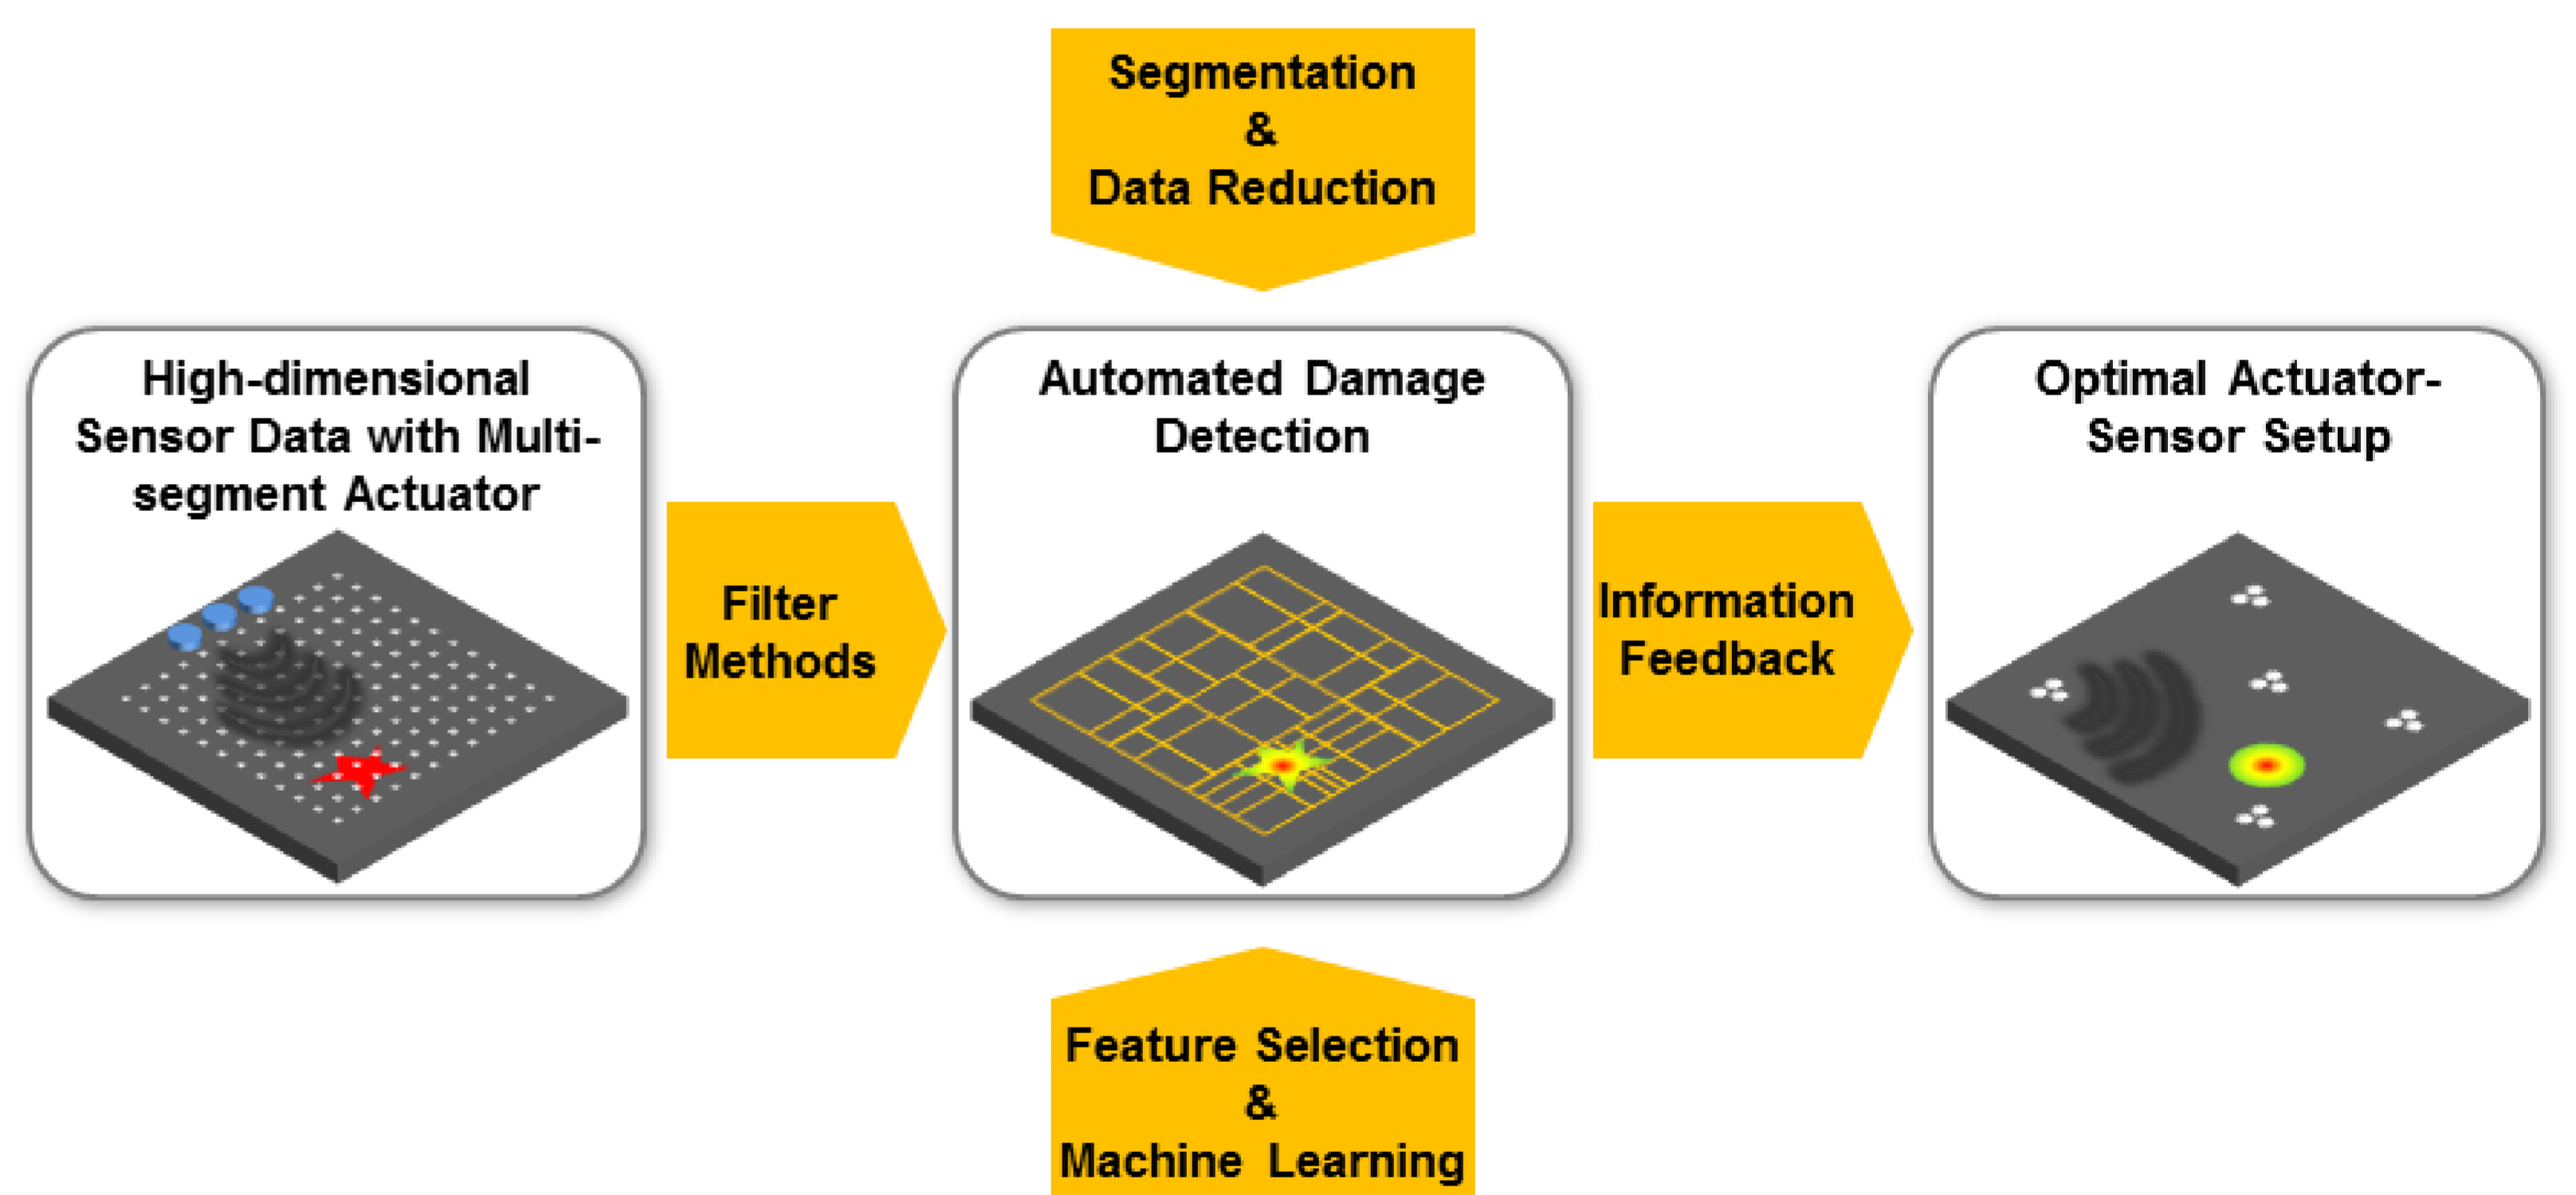 Segmentation
&
Data Reduction
High-dimensional
Sensor Data with Multi-
segment Actuator
Filter
Methods
Automated Damage
Detection
Information
Feedback
Optimal Actuator-
Sensor Setup
Feature Selection
&
Machine Learning